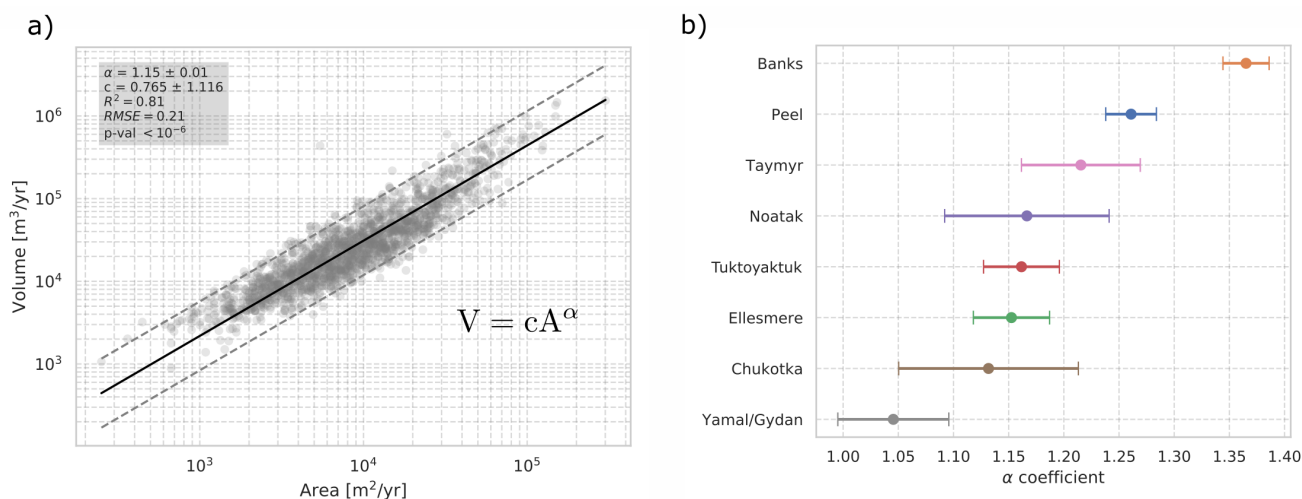 a)
α = 1.15 ± 0.01
c = 0.765 ± 1.116
R² = 0.81
RMSE = 0.21
p-val < 10⁻⁶
10⁶
10⁵
10⁴
10³
Volume [m³/yr]
V = cA^α
10³ 10⁴ 10⁵
Area [m²/yr]
b)
Banks
Peel
Taymyr
Noatak
Tuktoyaktuk
Ellesmere
Chukotka
Yamal/Gydan
1.00 1.05 1.10 1.15 1.20 1.25 1.30 1.35 1.40
α coefficient